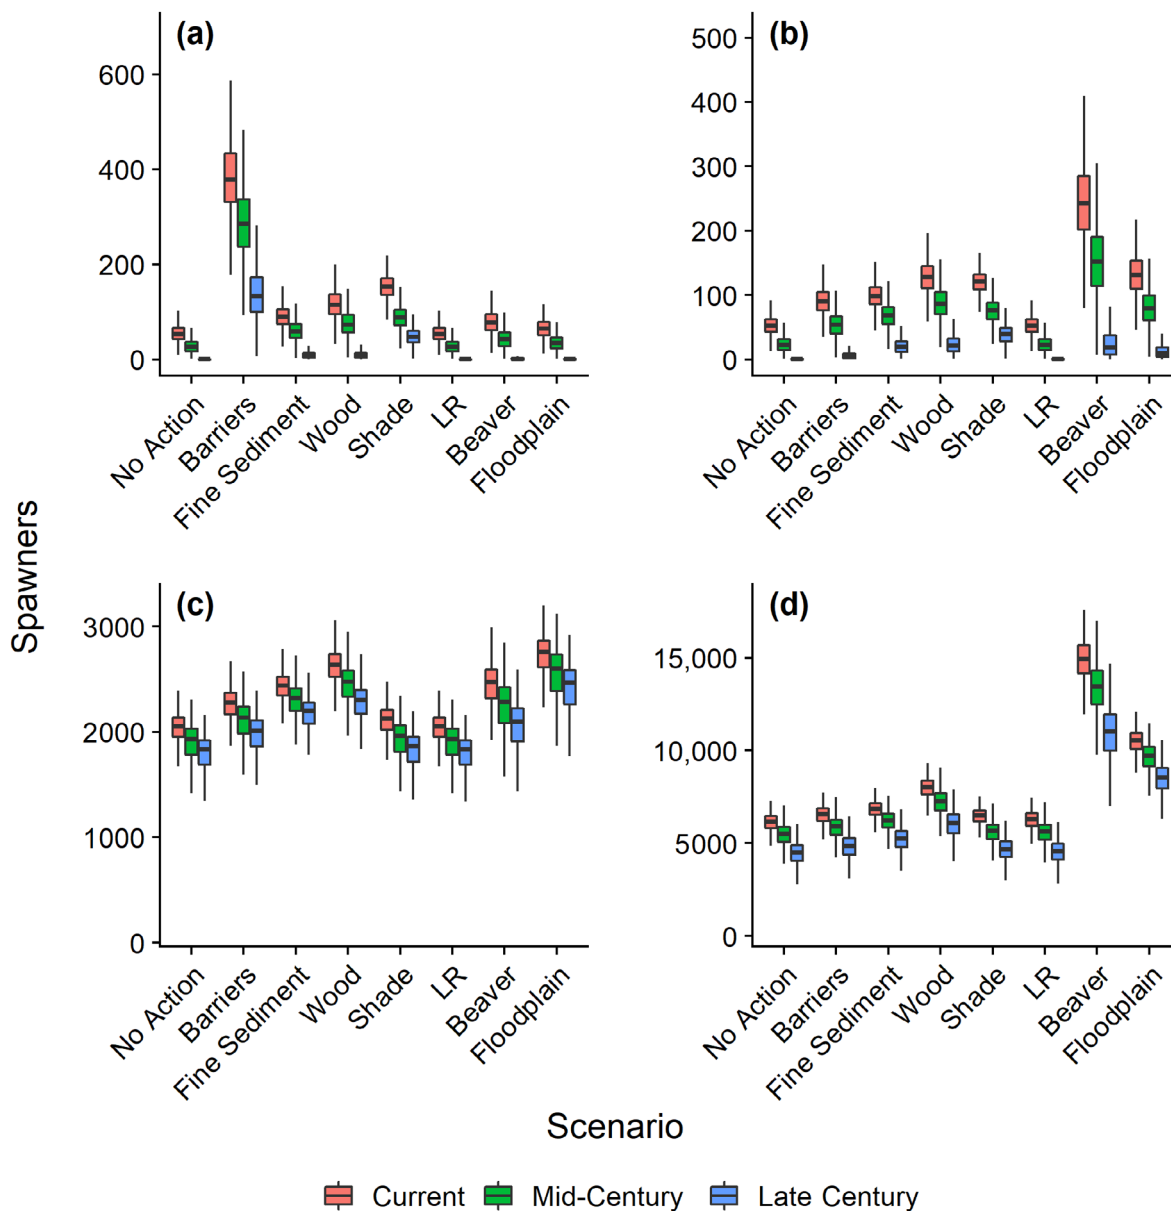 (a)
600
400
200
0
No Action
Barriers
Fine Sediment
Wood
Shade
LR
Beaver
Floodplain
(b)
500
400
300
200
100
0
No Action
Barriers
Fine Sediment
Wood
Shade
LR
Beaver
Floodplain
Spawners
(c)
3000
2000
1000
0
No Action
Barriers
Fine Sediment
Wood
Shade
LR
Beaver
Floodplain
(d)
15,000
10,000
5000
0
No Action
Barriers
Fine Sediment
Wood
Shade
LR
Beaver
Floodplain
Scenario
Current Mid-Century Late Century